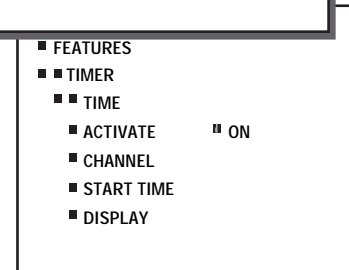 FEATURES
TIMER
TIME
ACTIVATE ON
CHANNEL
START TIME
DISPLAY